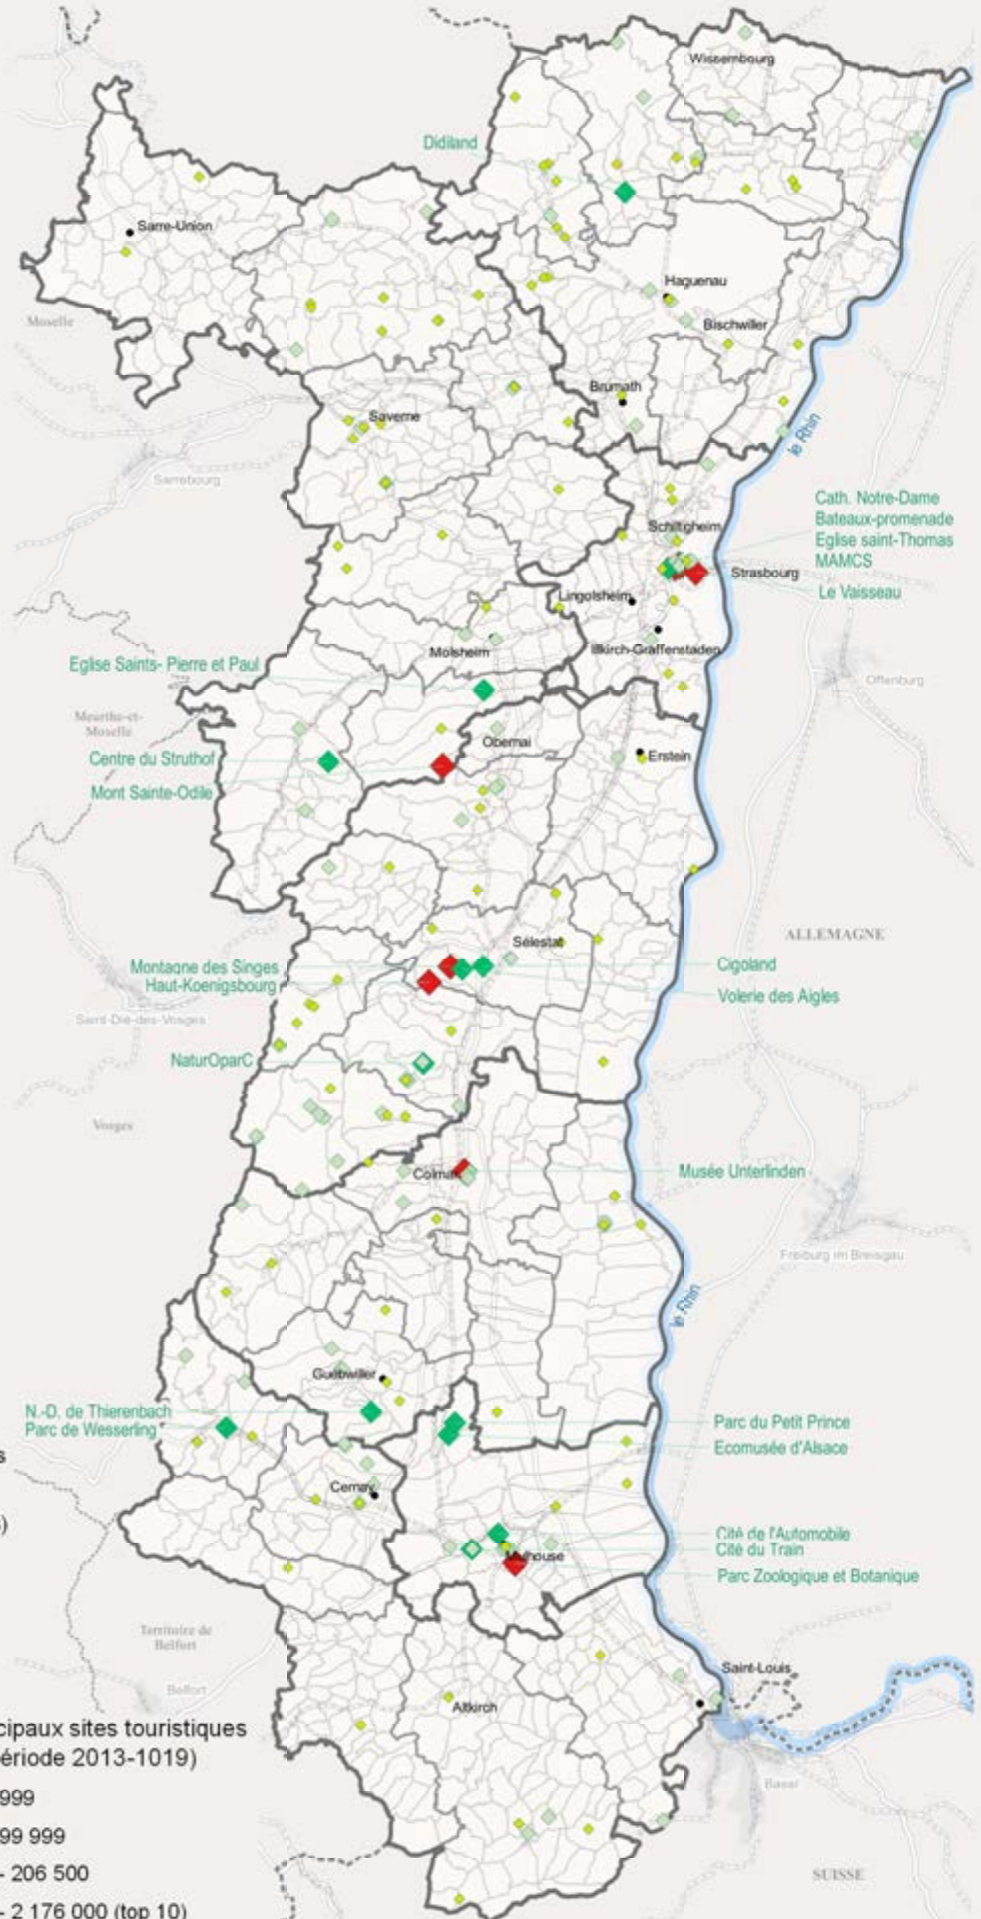 Wissembourg
Didiland
Sarre-Union
Haguenau
Moselle
Bischwiller
Brumath
Saverne
le Rhin
Sarrebourg
Cath. Notre-Dame
Bateaux-promenade
Schiltigheim
Eglise saint-Thomas
MAMCS
Strasbourg
Le Vaisseau
Lingolsheim
Molsheim
Illkirch-Graffenstaden
Eglise Saints- Pierre et Paul
Offenburg
Meurthe-et-
Moselle
Obernai
Centre du Struthof
Erstein
Mont Sainte-Odile
ALLEMAGNE
Sélestat
Montagne des Singes
Cigoland
Haut-Koenigsbourg
Volerie des Aigles
Saint-Dié-des-Vosges
NaturOparC
Vosges
Colmar
Musée Unterlinden
Freiburg im Breisgau
le Rhin
Guebwiller
N.-D. de Thierenbach
Parc du Petit Prince
Parc de Wesserling
Ecomusée d'Alsace
s
Cernay
)
Cité de l'Automobile
Cité du Train
Mulhouse
Parc Zoologique et Botanique
Territoire de
Belfort
Saint-Louis
Belfort
Altkirch
cipaux sites touristiques
ériode 2013-1019)
Basel
999
99 999
- 206 500
SUISSE
- 2 176 000 (top 10)